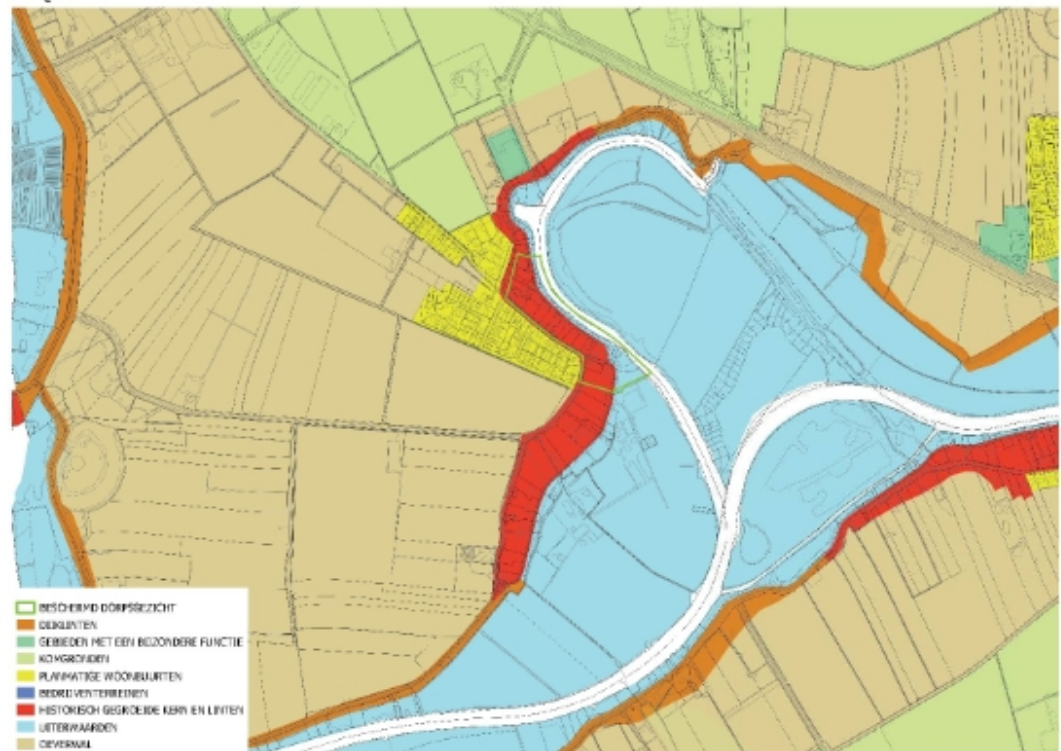 BESCHERMD DORPSGEZICHT
DIJKLINTEN
GEBIEDEN MET EEN BIJZONDERE FUNCTIE
KOMGRONDEN
PLANMATIGE WOONBUURTEN
BEDRIJVENTERREINEN
HISTORISCH GEGROEIDE KERN EN LINTEN
UITERWAARDEN
OEVERWAL